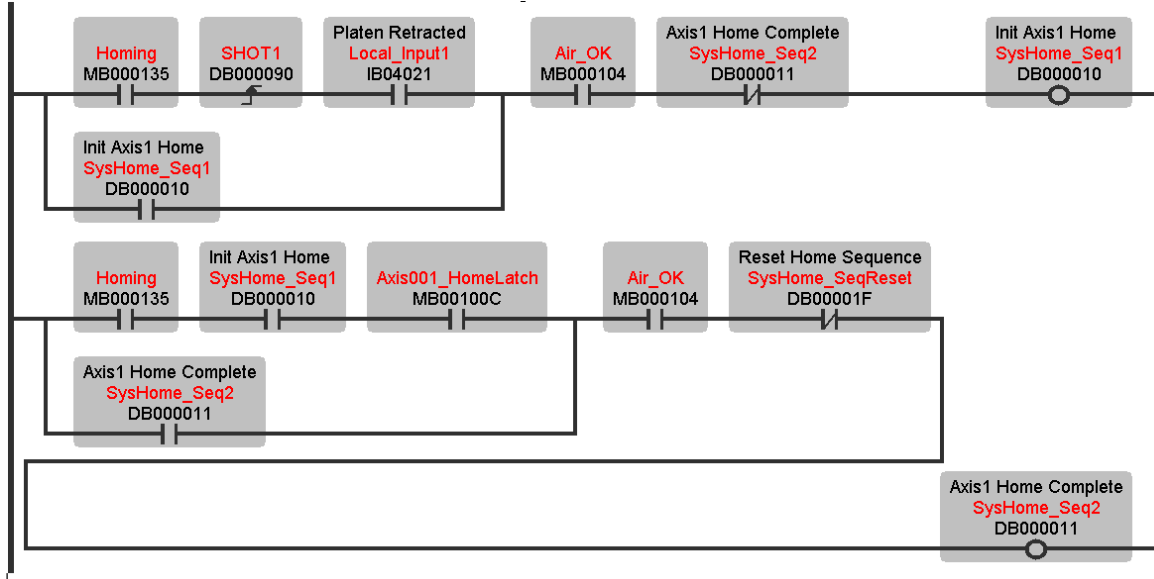 Platen Retracted
Axis1 Home Complete
Init Axis1 Home
Homing
SHOT1
Local_Input1
Air_OK
SysHome_Seq2
SysHome_Seq1
MB000135
DB000090
IB04021
MB000104
DB000011
DB000010
Init Axis1 Home
SysHome_Seq1
DB000010
Init Axis1 Home
Reset Home Sequence
Homing
SysHome_Seq1
Axis001_HomeLatch
Air_OK
SysHome_SeqReset
MB000135
DB000010
MB00100C
MB000104
DB00001F
Axis1 Home Complete
SysHome_Seq2
DB000011
Axis1 Home Complete
SysHome_Seq2
DB000011